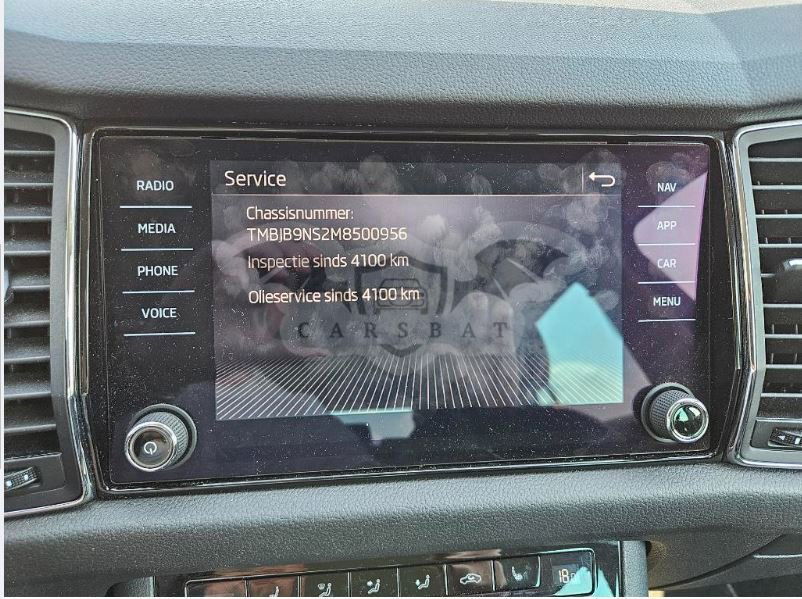 Service
RADIO
MEDIA
PHONE
VOICE
Chassisnummer:
TMBJB9NS2M8500956
Inspectie sinds 4100 km
Olieservice sinds 4100 km
CARSBAT
NAV
APP
CAR
MENU